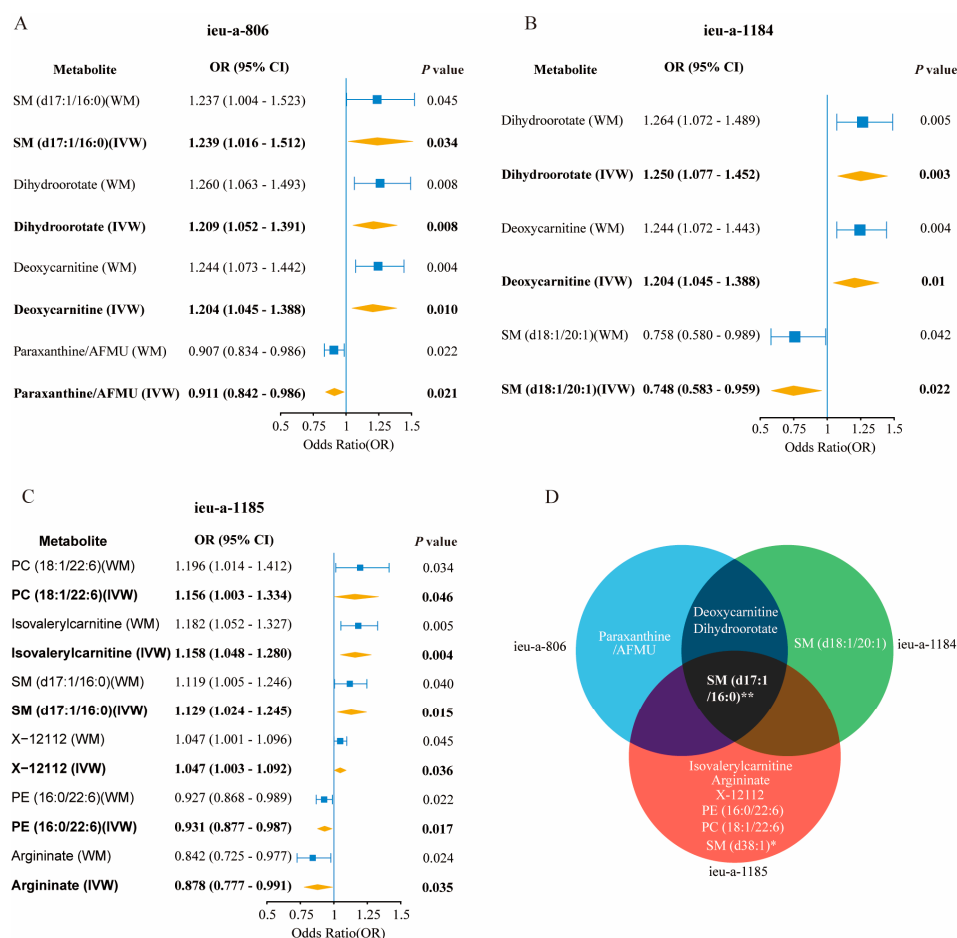 A
ieu-a-806
Metabolite OR (95% CI) P value
SM (d17:1/16:0)(WM) 1.237 (1.004 - 1.523) 0.045
SM (d17:1/16:0)(IVW) 1.239 (1.016 - 1.512) 0.034
Dihydroorotate (WM) 1.260 (1.063 - 1.493) 0.008
Dihydroorotate (IVW) 1.209 (1.052 - 1.391) 0.008
Deoxycarnitine (WM) 1.244 (1.073 - 1.442) 0.004
Deoxycarnitine (IVW) 1.204 (1.045 - 1.388) 0.010
Paraxanthine/AFMU (WM) 0.907 (0.834 - 0.986) 0.022
Paraxanthine/AFMU (IVW) 0.911 (0.842 - 0.986) 0.021
0.5 0.75 1 1.25 1.5
Odds Ratio(OR)
B
ieu-a-1184
Metabolite OR (95% CI) P value
Dihydroorotate (WM) 1.264 (1.072 - 1.489) 0.005
Dihydroorotate (IVW) 1.250 (1.077 - 1.452) 0.003
Deoxycarnitine (WM) 1.244 (1.072 - 1.443) 0.004
Deoxycarnitine (IVW) 1.204 (1.045 - 1.388) 0.01
SM (d18:1/20:1)(WM) 0.758 (0.580 - 0.989) 0.042
SM (d18:1/20:1)(IVW) 0.748 (0.583 - 0.959) 0.022
0.5 0.75 1 1.25 1.5
Odds Ratio(OR)
C
ieu-a-1185
Metabolite OR (95% CI) P value
PC (18:1/22:6)(WM) 1.196 (1.014 - 1.412) 0.034
PC (18:1/22:6)(IVW) 1.156 (1.003 - 1.334) 0.046
Isovalerylcarnitine (WM) 1.182 (1.052 - 1.327) 0.005
Isovalerylcarnitine (IVW) 1.158 (1.048 - 1.280) 0.004
SM (d17:1/16:0)(WM) 1.119 (1.005 - 1.246) 0.040
SM (d17:1/16:0)(IVW) 1.129 (1.024 - 1.245) 0.015
X−12112 (WM) 1.047 (1.001 - 1.096) 0.045
X−12112 (IVW) 1.047 (1.003 - 1.092) 0.036
PE (16:0/22:6)(WM) 0.927 (0.868 - 0.989) 0.022
PE (16:0/22:6)(IVW) 0.931 (0.877 - 0.987) 0.017
Argininate (WM) 0.842 (0.725 - 0.977) 0.024
Argininate (IVW) 0.878 (0.777 - 0.991) 0.035
0.5 0.75 1 1.25 1.5
Odds Ratio(OR)
D
ieu-a-806
Paraxanthine
/AFMU
Deoxycarnitine
Dihydroorotate
SM (d18:1/20:1)
ieu-a-1184
SM (d17:1
/16:0)**
Isovalerylcarnitine
Argininate
X-12112
PE (16:0/22:6)
PC (18:1/22:6)
SM (d38:1)*
ieu-a-1185